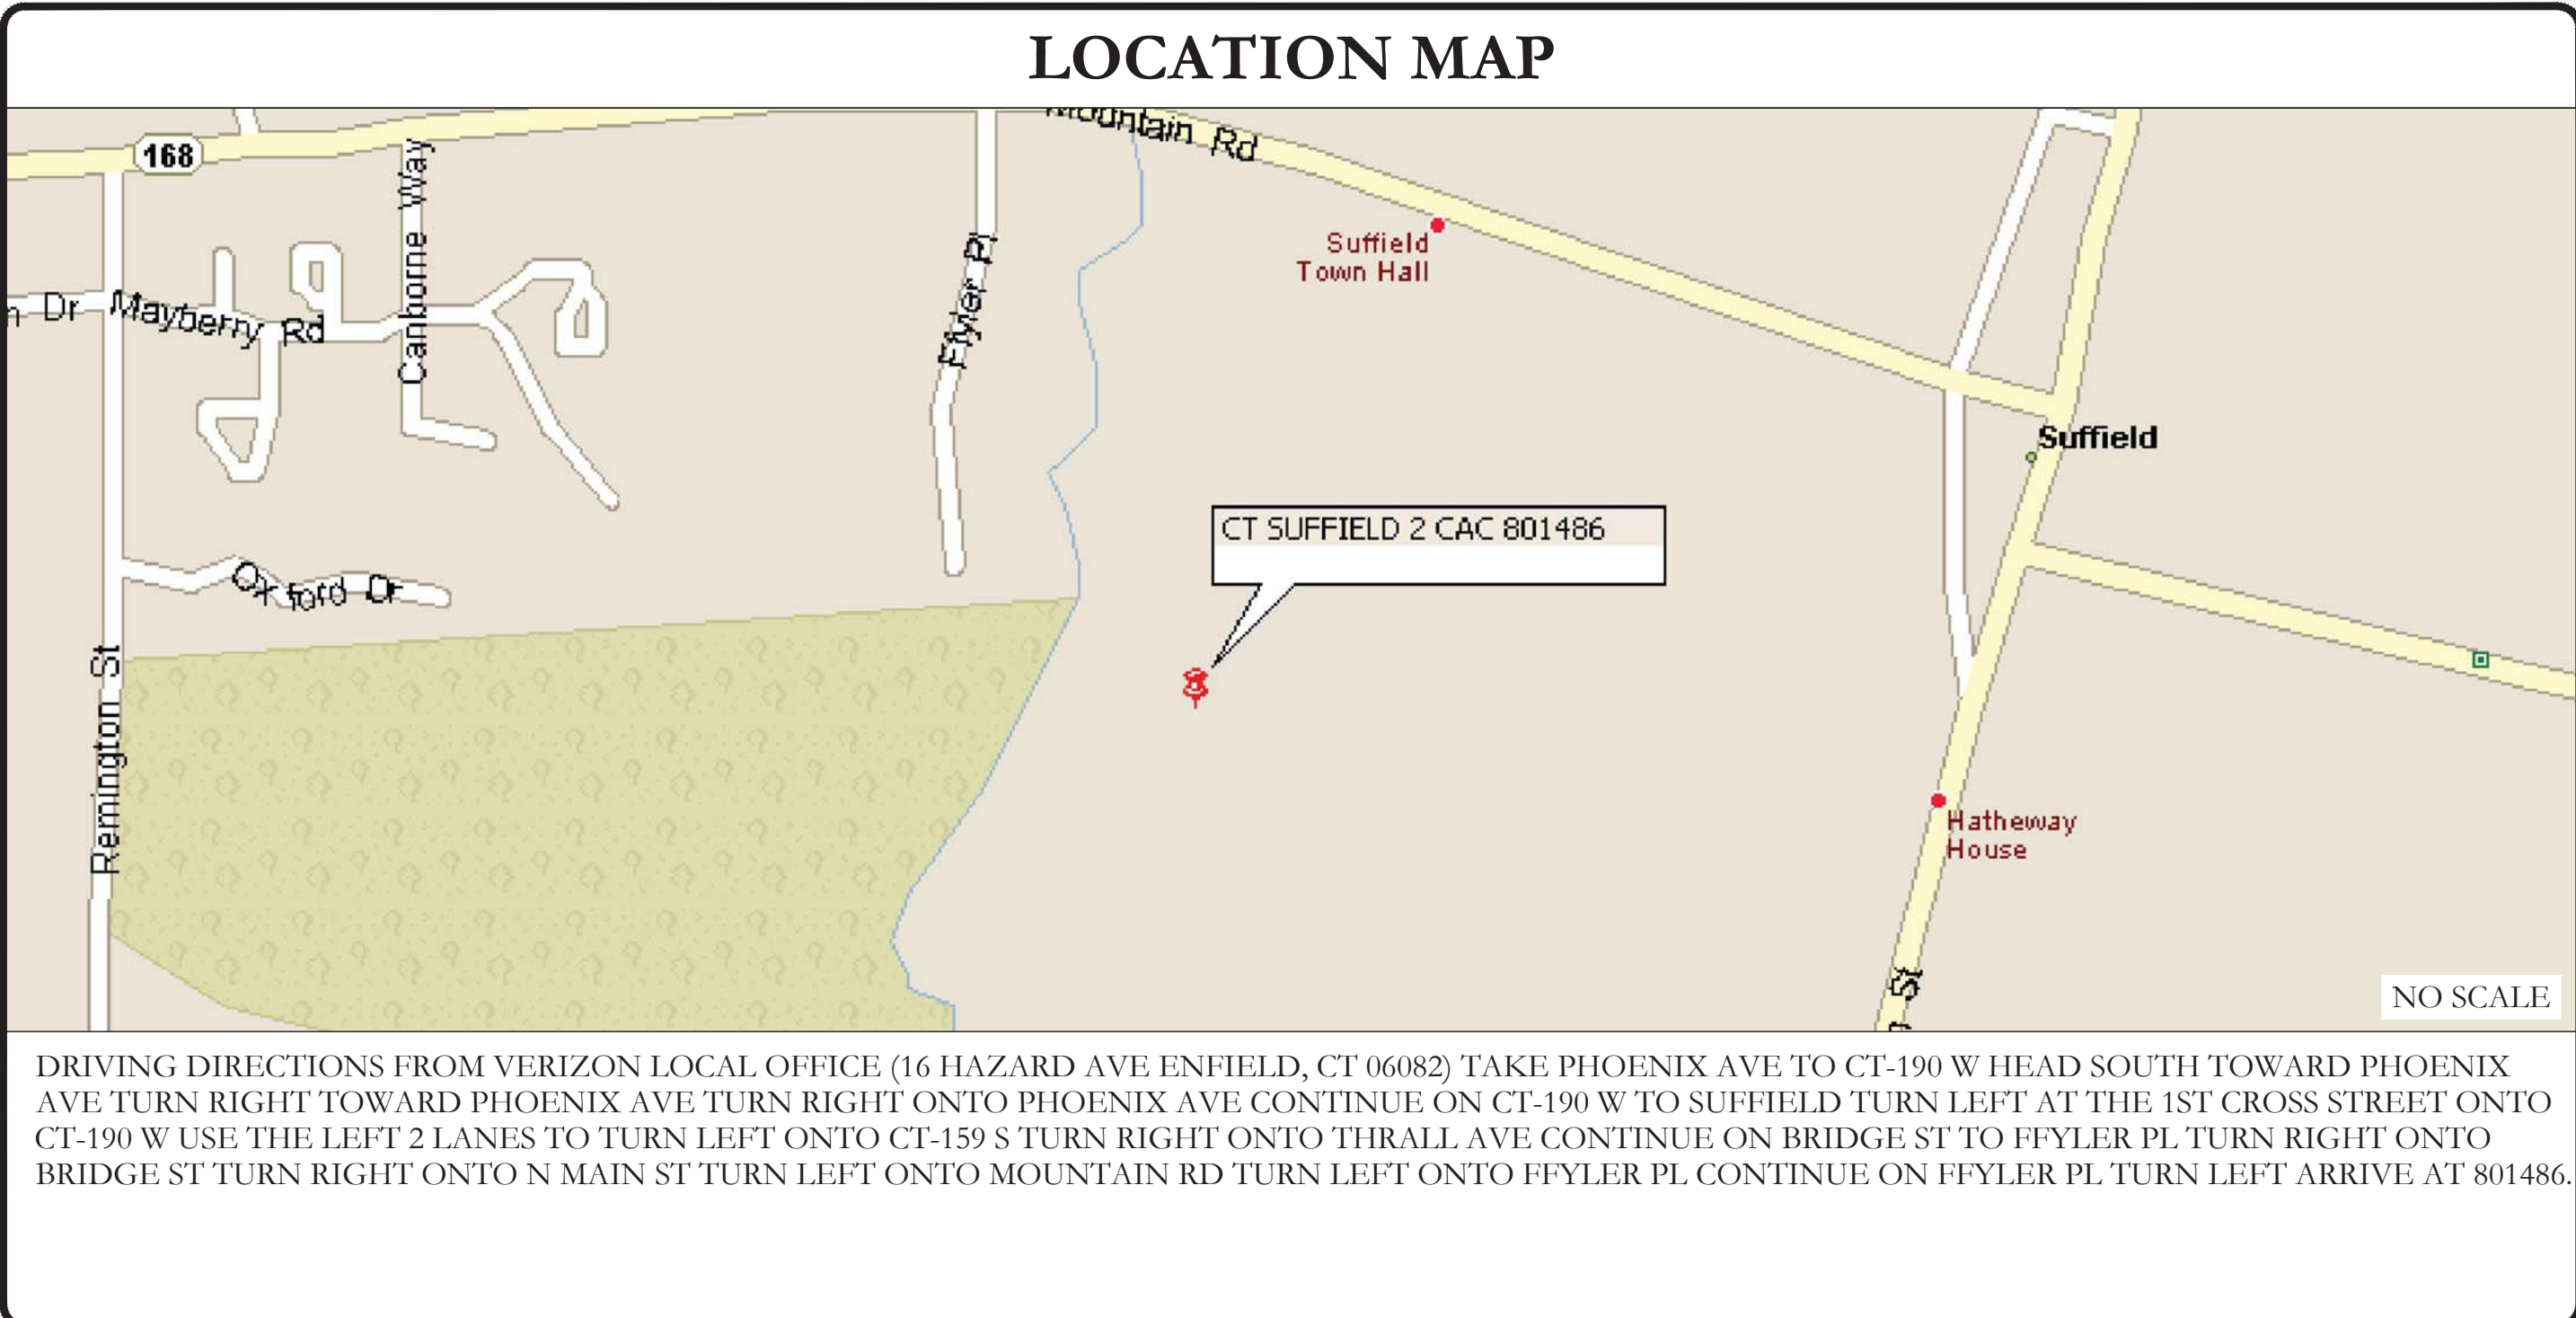 LOCATION MAP
Mountain Rd
168
Canborne Way
Ffyler Pl
Suffield
Town Hall
Dr
Mayberry Rd
Suffield
CT SUFFIELD 2 CAC 801486
Oxford Dr
Remington St
Hatheway
House
St
NO SCALE
DRIVING DIRECTIONS FROM VERIZON LOCAL OFFICE (16 HAZARD AVE ENFIELD, CT 06082) TAKE PHOENIX AVE TO CT-190 W HEAD SOUTH TOWARD PHOENIX
AVE TURN RIGHT TOWARD PHOENIX AVE TURN RIGHT ONTO PHOENIX AVE CONTINUE ON CT-190 W TO SUFFIELD TURN LEFT AT THE 1ST CROSS STREET ONTO
CT-190 W USE THE LEFT 2 LANES TO TURN LEFT ONTO CT-159 S TURN RIGHT ONTO THRALL AVE CONTINUE ON BRIDGE ST TO FFYLER PL TURN RIGHT ONTO
BRIDGE ST TURN RIGHT ONTO N MAIN ST TURN LEFT ONTO MOUNTAIN RD TURN LEFT ONTO FFYLER PL CONTINUE ON FFYLER PL TURN LEFT ARRIVE AT 801486.